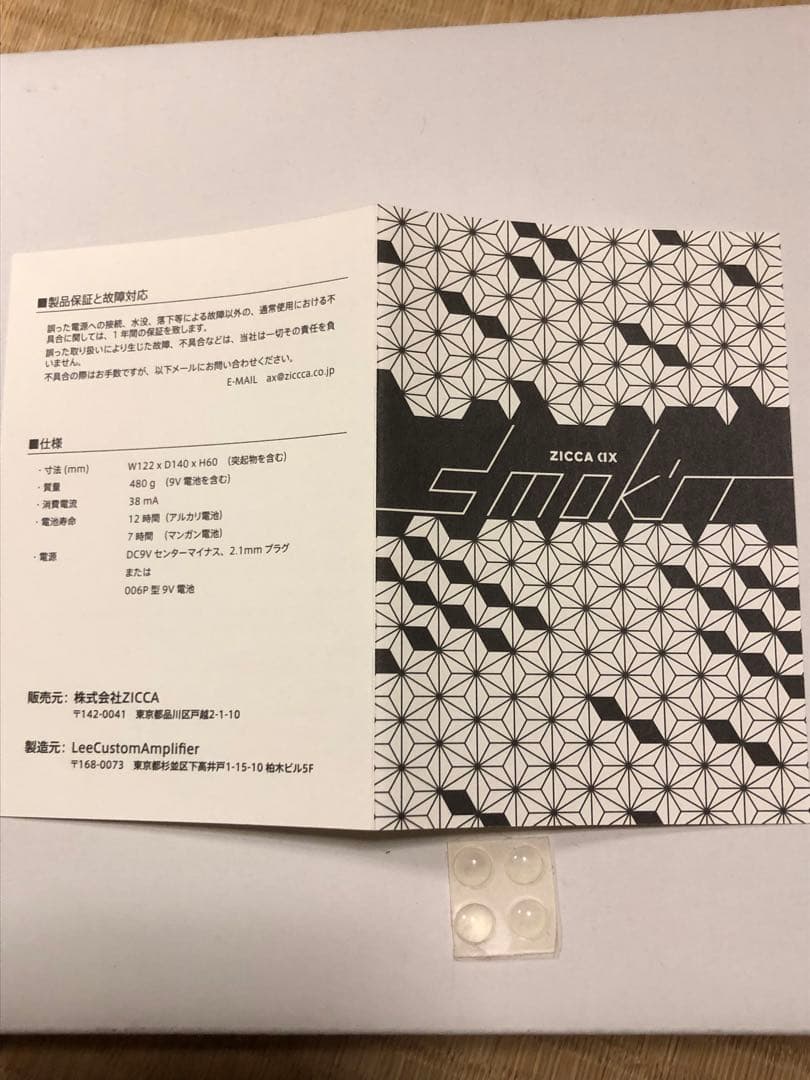 ■製品保証と故障対応
誤った電源への接続、水没、落下等による故障以外の、通常使用における不
具合に関しては、1年間の保証を致します。
誤った取り扱いにより生じた故障、不具合などは、当社は一切その責任を負
いません。
不具合の際はお手数ですが、以下メールにお問い合わせください。
E-MAIL ax@ziccca.co.jp
■仕様
・寸法 (mm) W122 x D140 x H60 （突起物を含む）
・質量 480 g （9V 電池を含む）
・消費電流 38 mA
・電池寿命 12 時間（アルカリ電池）
7 時間 （マンガン電池）
・電源 DC9V センターマイナス、2.1mm プラグ
または
006P 型 9V 電池
販売元： 株式会社ZICCA
〒142-0041 東京都品川区戸越2-1-10
製造元： LeeCustomAmplifier
〒168-0073 東京都杉並区下高井戸1-15-10 柏木ビル5F
ZICCA AX
Smok'n